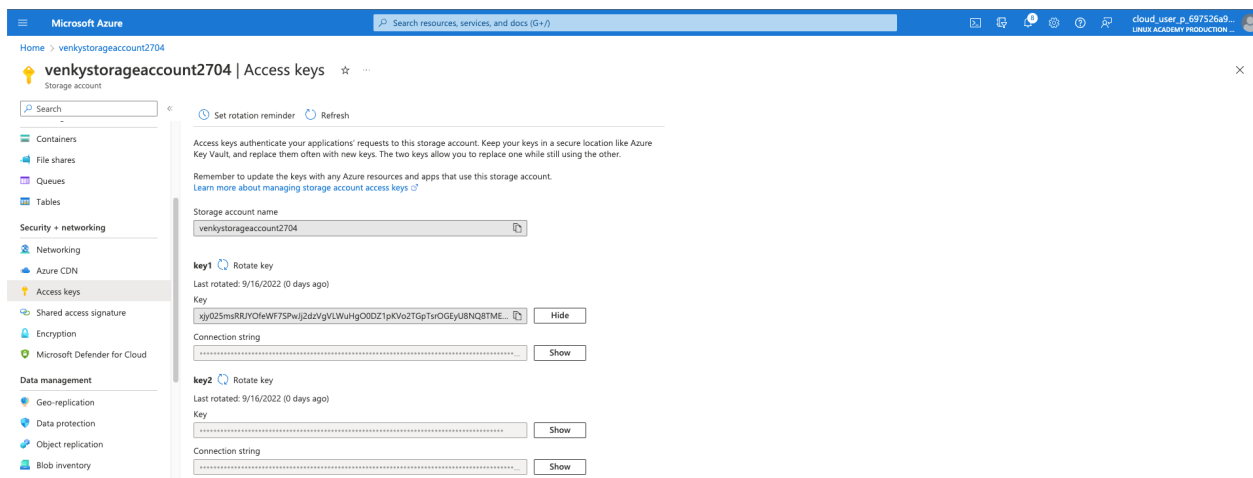 Microsoft Azure
Search resources, services, and docs (G+/)
8
cloud_user_p_697526a9...
LINUX ACADEMY PRODUCTION ...
Home > venkystorageaccount2704
venkystorageaccount2704 | Access keys
Storage account
Search
Set rotation reminder
Refresh
Containers
File shares
Queues
Tables
Security + networking
Networking
Azure CDN
Access keys
Shared access signature
Encryption
Microsoft Defender for Cloud
Data management
Geo-replication
Data protection
Object replication
Blob inventory
Access keys authenticate your applications' requests to this storage account. Keep your keys in a secure location like Azure
Key Vault, and replace them often with new keys. The two keys allow you to replace one while still using the other.
Remember to update the keys with any Azure resources and apps that use this storage account.
Learn more about managing storage account access keys
Storage account name
venkystorageaccount2704
key1 Rotate key
Last rotated: 9/16/2022 (0 days ago)
Key
Hide
Connection string
Show
key2 Rotate key
Last rotated: 9/16/2022 (0 days ago)
Key
Show
Connection string
Show